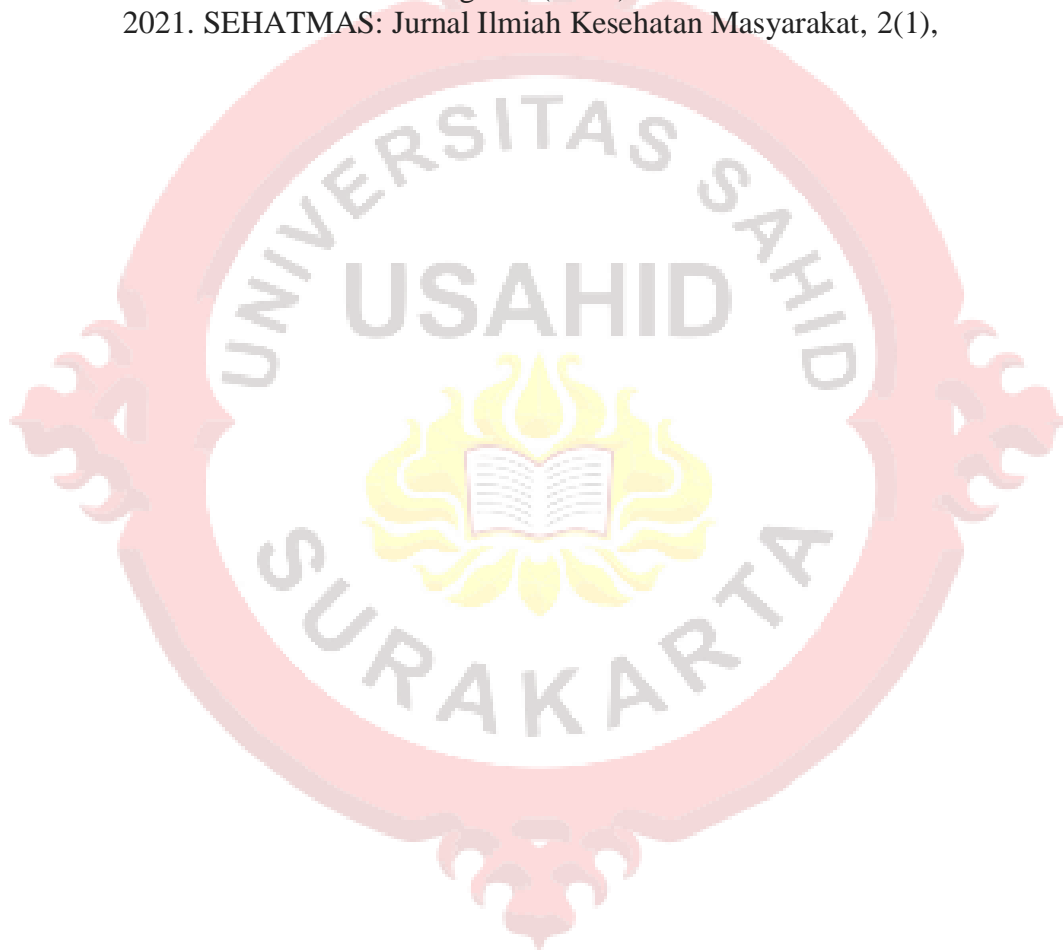 2021. SEHATMAS: Jurnal Ilmiah Kesehatan Masyarakat, 2(1),
UNIVERSITAS SAHID
USAHID
SURAKARTA